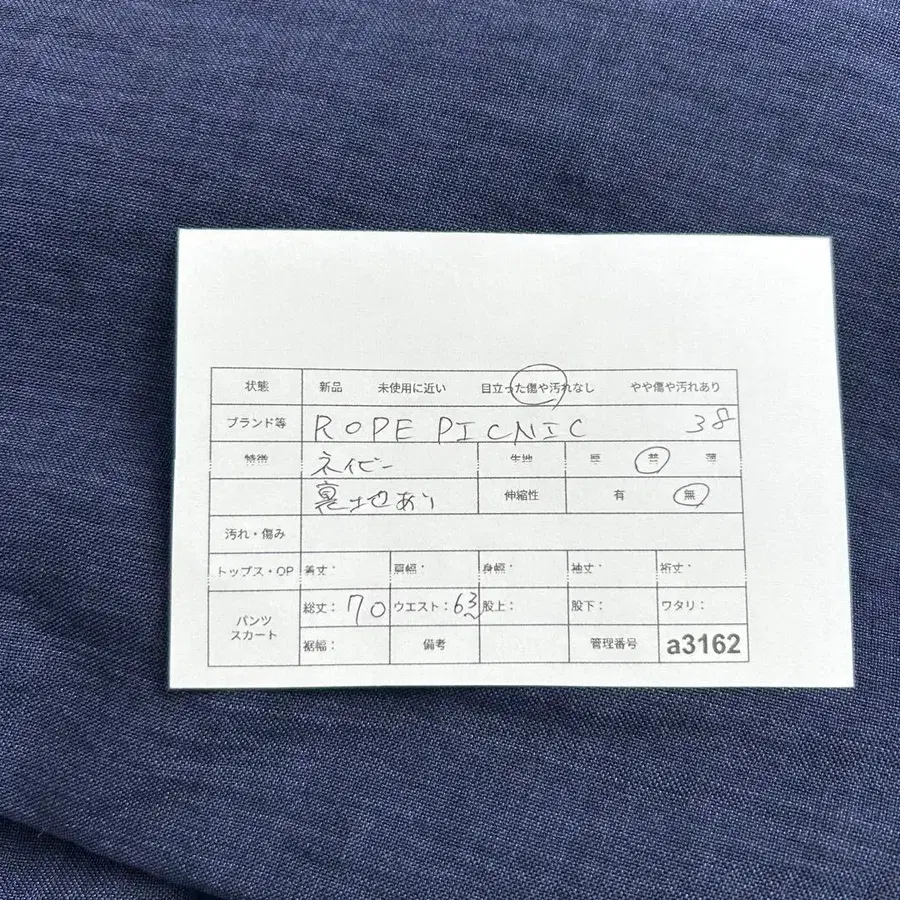 状態 新品 未使用に近い 目立った傷や汚れなし やや傷や汚れあり
ブランド等 ROPE PICNIC 38
特徴 ネイビー 生地 厚 普 薄
裏地あり 伸縮性 有 無
汚れ・傷み
トップス・OP 着丈: 肩幅: 身幅: 袖丈: 裄丈:
パンツ スカート 総丈: 70 ウエスト: 63 股上: 股下: ワタリ:
裾幅: 備考 管理番号 a3162